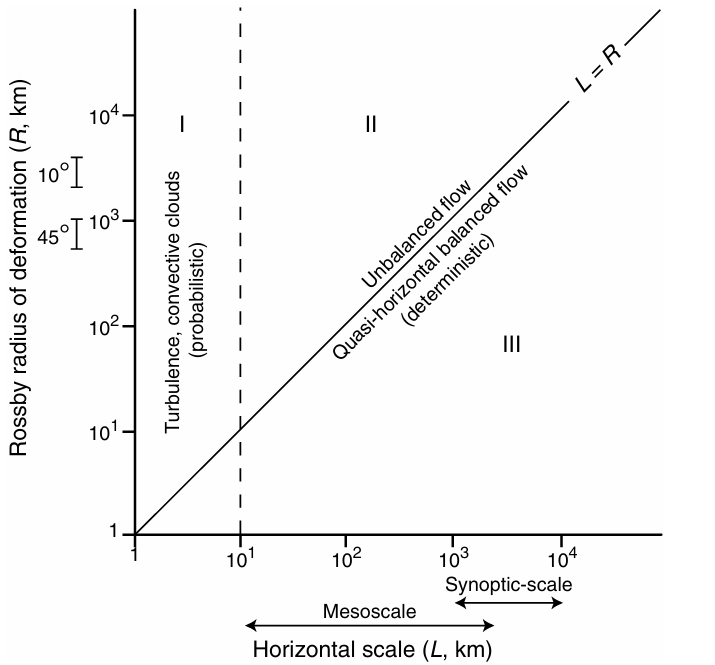 Rossby radius of deformation (R, km)
10⁴
10³
10²
10¹
1
10°
45°
I
II
III
L = R
Turbulence, convective clouds
(probabilistic)
Unbalanced flow
Quasi-horizontal balanced flow
(deterministic)
1
10¹
10²
10³
10⁴
Synoptic-scale
Mesoscale
Horizontal scale (L, km)